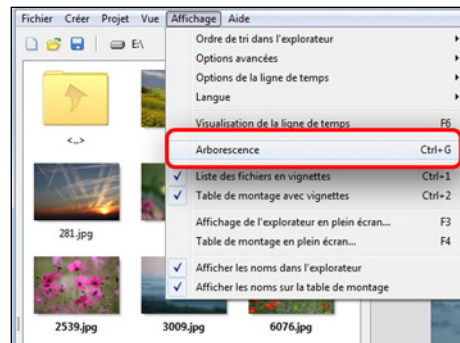 Fichier Créer Projet Vue Affichage Aide
E:\
Ordre de tri dans l'explorateur
Options avancées
Options de la ligne de temps
Langue
Visualisation de la ligne de temps F6
Arborescence Ctrl+G
Liste des fichiers en vignettes Ctrl+1
Table de montage avec vignettes Ctrl+2
Affichage de l'explorateur en plein écran... F3
Table de montage en plein écran... F4
Afficher les noms dans l'explorateur
Afficher les noms sur la table de montage
<..>
281.jpg
2539.jpg 3009.jpg 6076.jpg